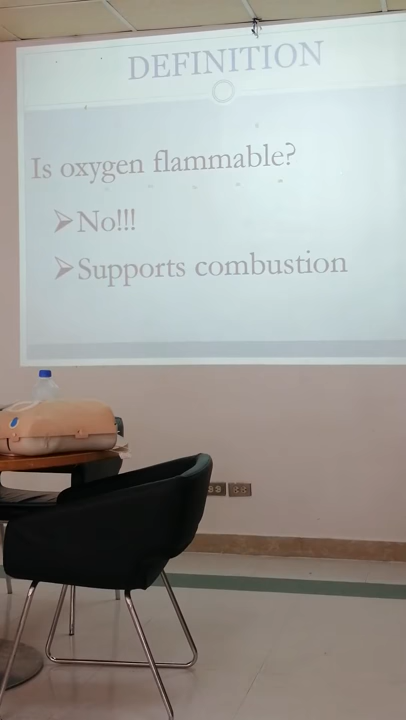 DEFINITION
Is oxygen flammable?
➢No!!!
➢Supports combustion